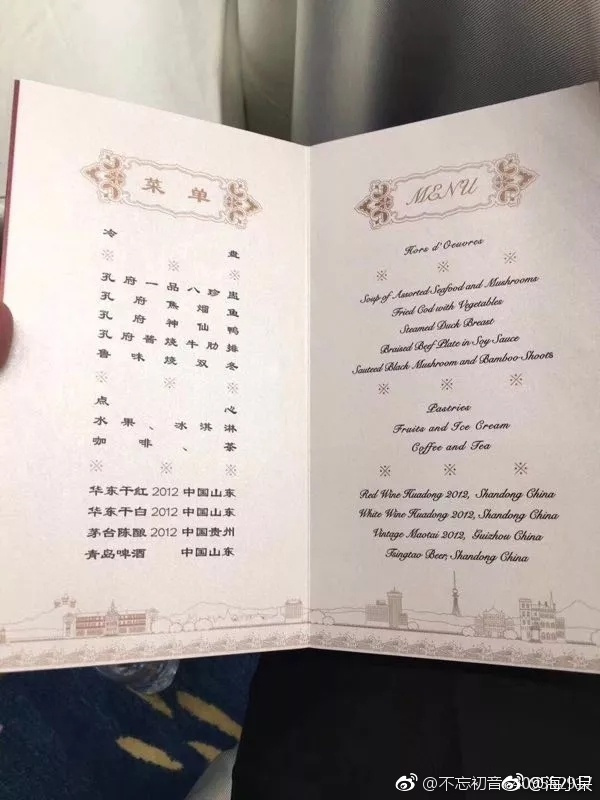 菜单
冷盘
※ ※ ※
孔府一品八珍盅
孔府焦熘鱼
孔府神仙鸭
孔府酱烧牛肋排
鲁味烧双冬
※ ※ ※
点心
水果、冰淇淋
咖啡、茶
※ ※ ※
华东干红 2012 中国山东
华东干白 2012 中国山东
茅台陈酿 2012 中国贵州
青岛啤酒 中国山东
MENU
Hors d'Oeuvres
※ ※ ※
Soup of Assorted Seafood and Mushrooms
Fried Cod with Vegetables
Steamed Duck Breast
Braised Beef Plate in Soy Sauce
Sauteed Black Mushroom and Bamboo-Shoots
※ ※ ※
Pastries
Fruits and Ice Cream
Coffee and Tea
※ ※ ※
Red Wine Huadong 2012, Shandong China
White Wine Huadong 2012, Shandong China
Vintage Maotai 2012, Guizhou China
Tsingtao Beer, Shandong China
@不忘初音